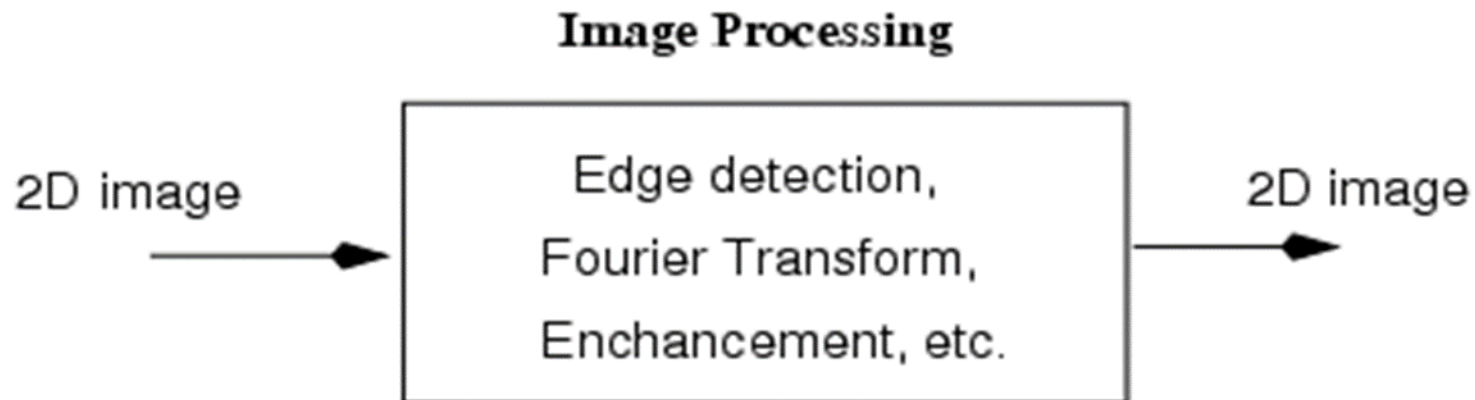 Image Processing
2D image
Edge detection,
Fourier Transform,
Enchancement, etc.
2D image